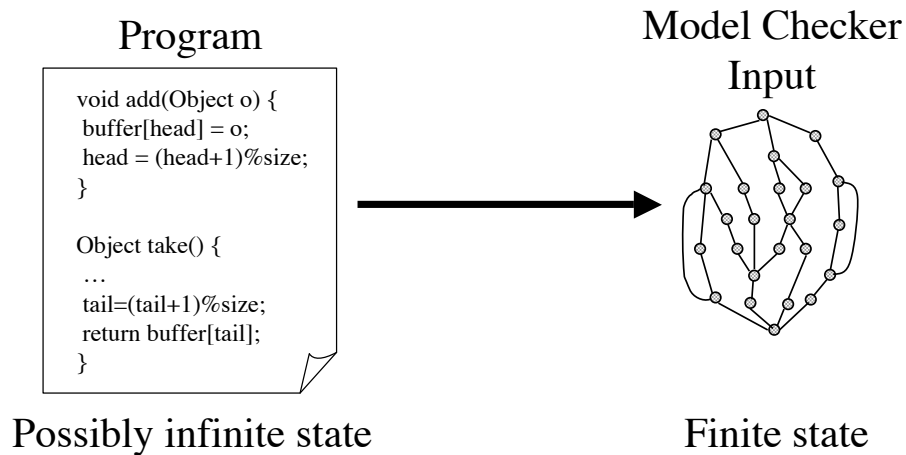 Program
void add(Object o) {
buffer[head] = o;
head = (head+1)%size;
}
Object take() {
…
tail=(tail+1)%size;
return buffer[tail];
}
Possibly infinite state
Model Checker
Input
Finite state